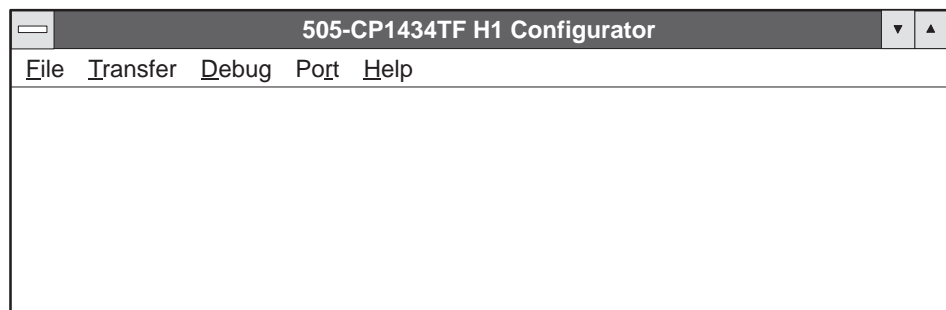 505-CP1434TF H1 Configurator
File Transfer Debug Port Help